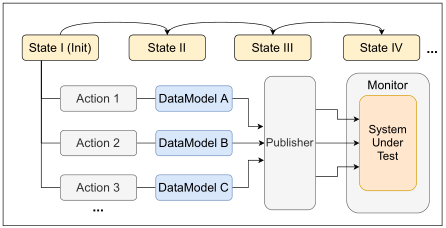 State I (Init)
State II
State III
State IV
...
Monitor
Action 1
DataModel A
Action 2
DataModel B
Publisher
System
Under
Test
Action 3
DataModel C
...